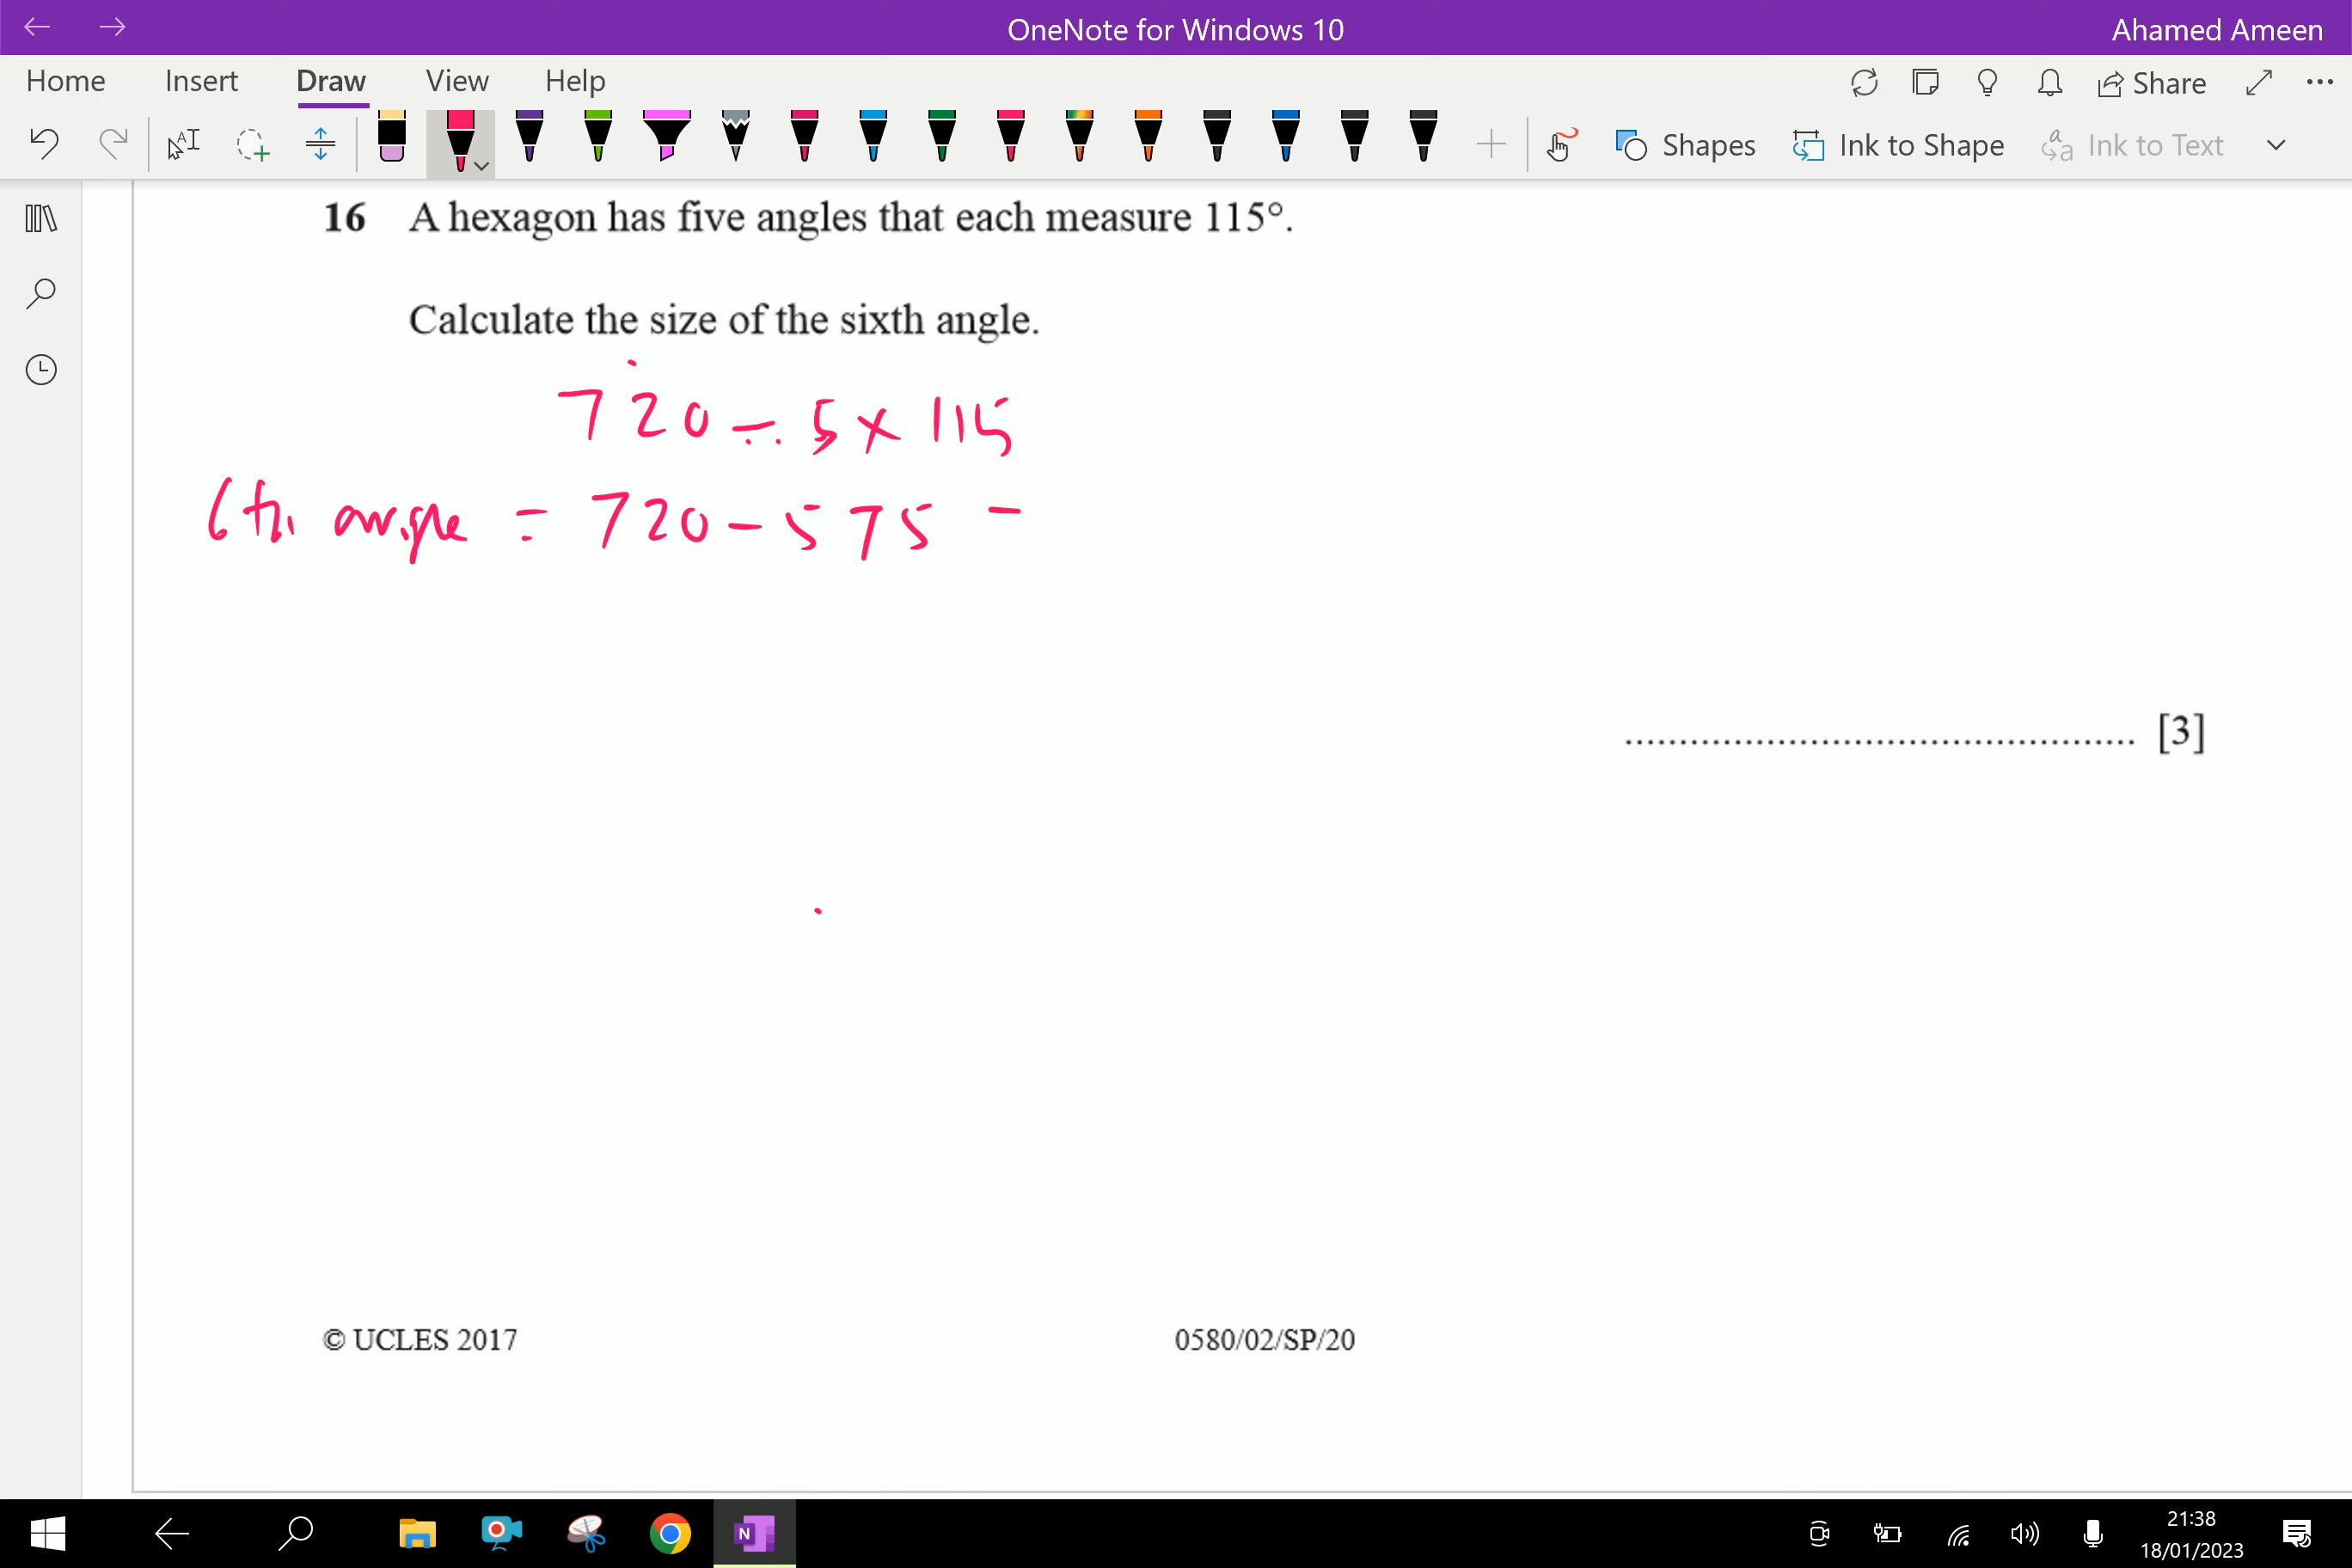 OneNote for Windows 10
Ahamed Ameen
Home Insert Draw View Help
Share
Shapes Ink to Shape Ink to Text
16 A hexagon has five angles that each measure 115°.
Calculate the size of the sixth angle.
720 - 5 x 115
6th angle = 720 - 575 -
[3]
© UCLES 2017
0580/02/SP/20
21:38
18/01/2023